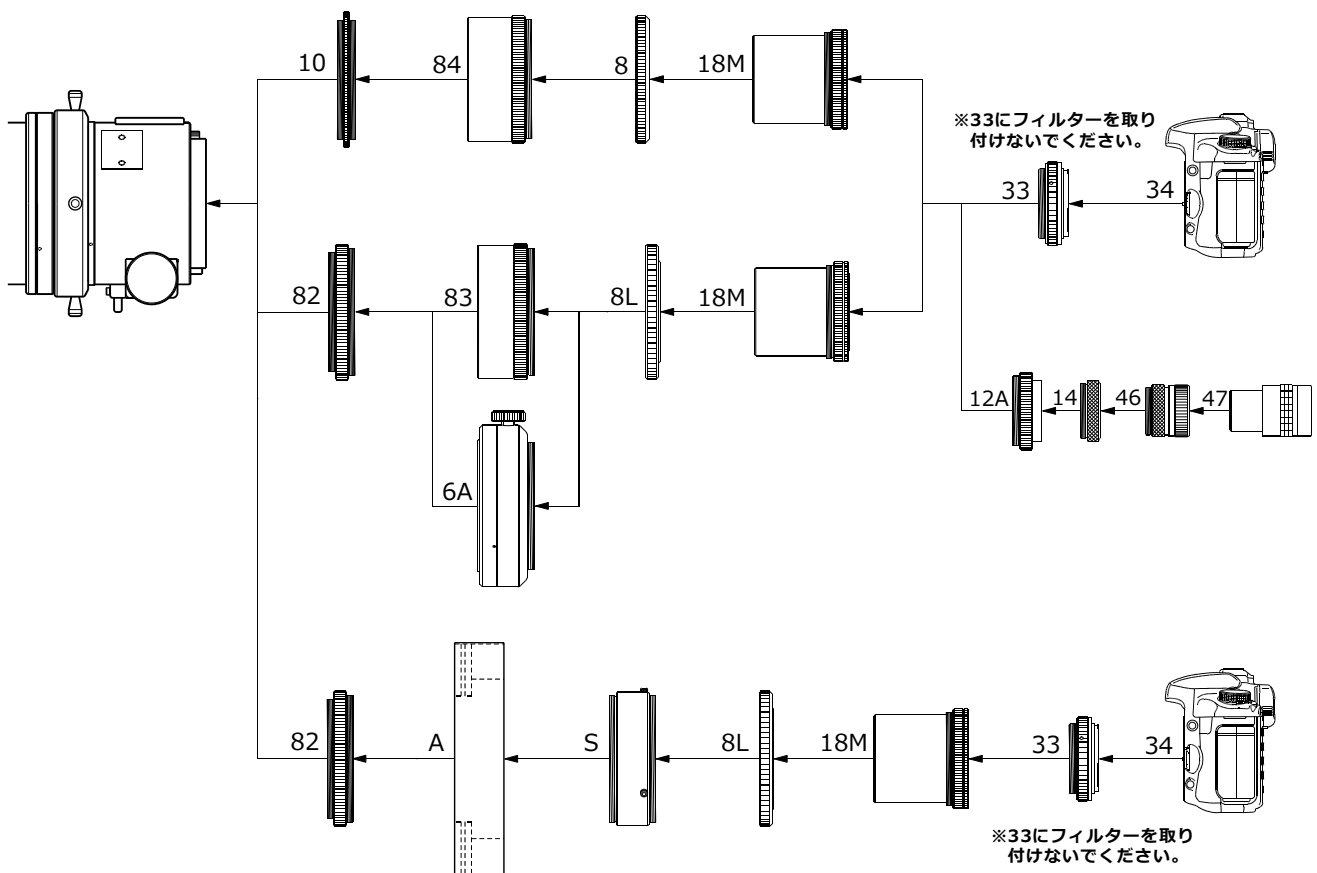 10
84
8
18M
※33にフィルターを取り
付けないでください。
33
34
82
83
8L
18M
12A
14
46
47
6A
82
A
S
8L
18M
33
34
※33にフィルターを取り
付けないでください。